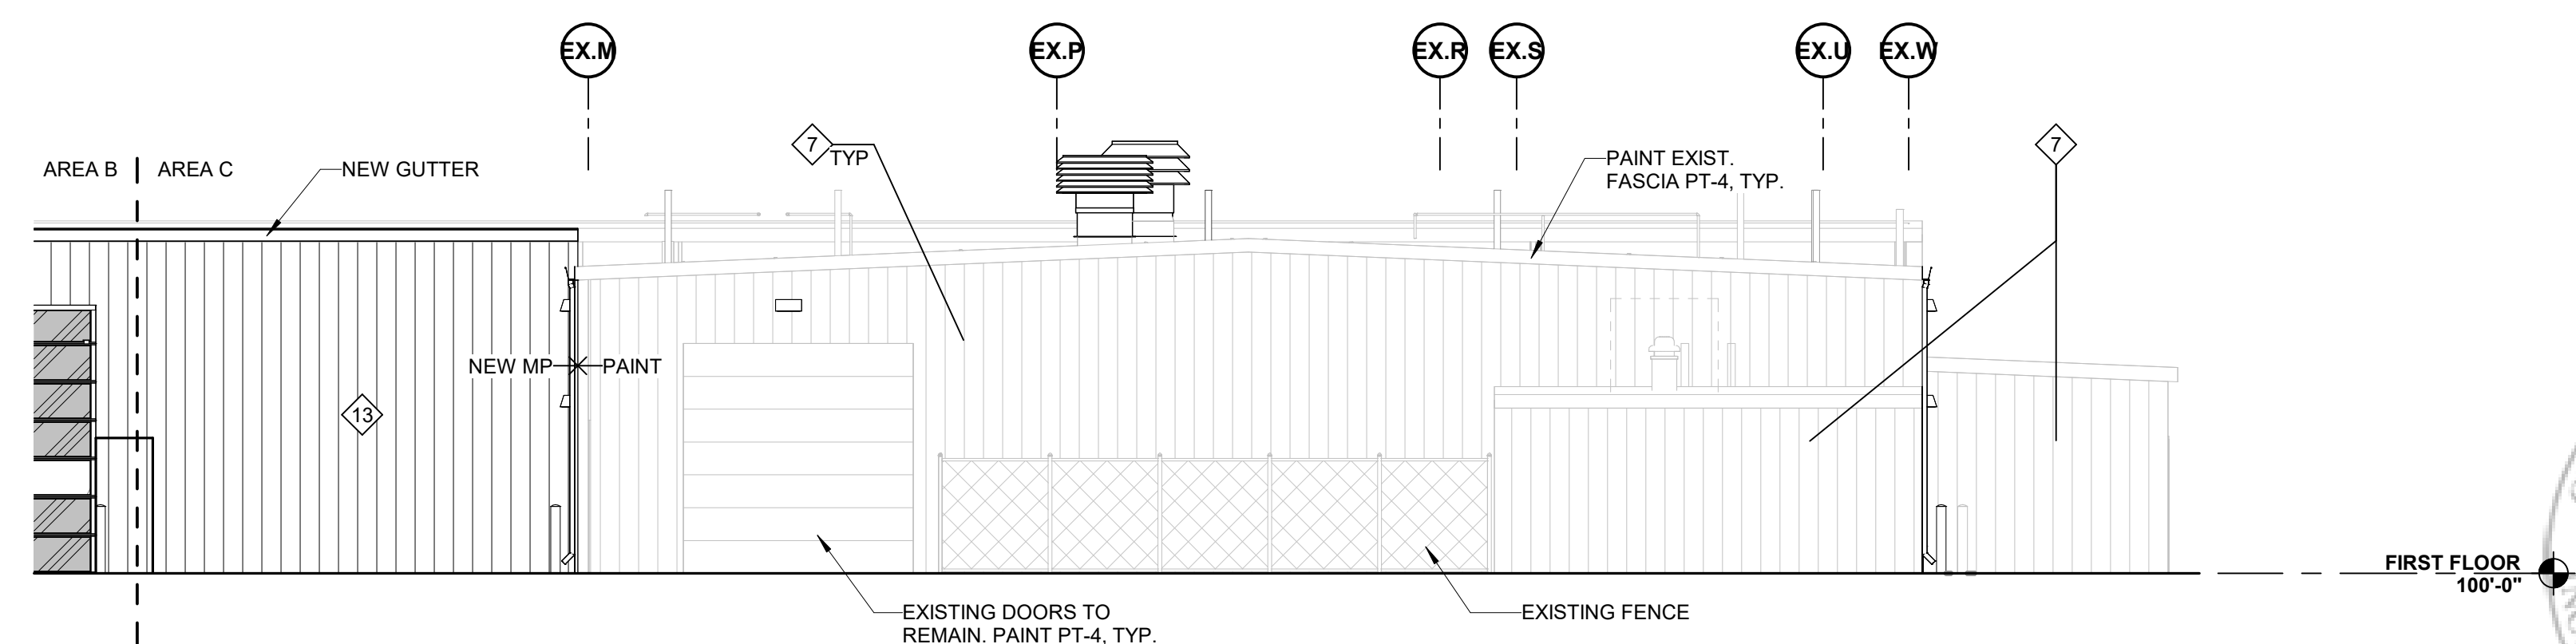 EX.M
EX.P
EX.R
EX.S
EX.U
EX.W
AREA B
AREA C
NEW GUTTER
7
TYP
PAINT EXIST.
FASCIA PT-4, TYP.
7
NEW MP
PAINT
13
FIRST FLOOR
100'-0"
EXISTING DOORS TO
REMAIN. PAINT PT-4, TYP.
EXISTING FENCE